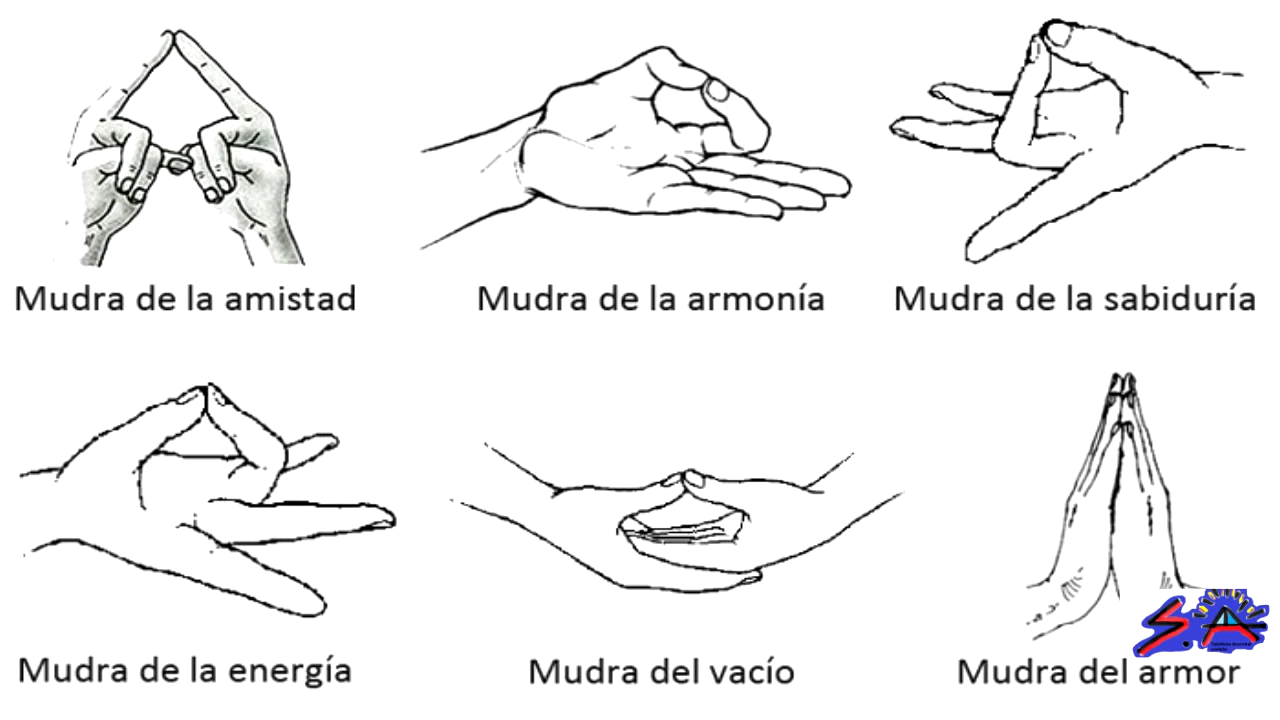 Mudra de la amistad
Mudra de la armonía
Mudra de la sabiduría
Mudra de la energía
Mudra del vacío
Mudra del armor
S.A